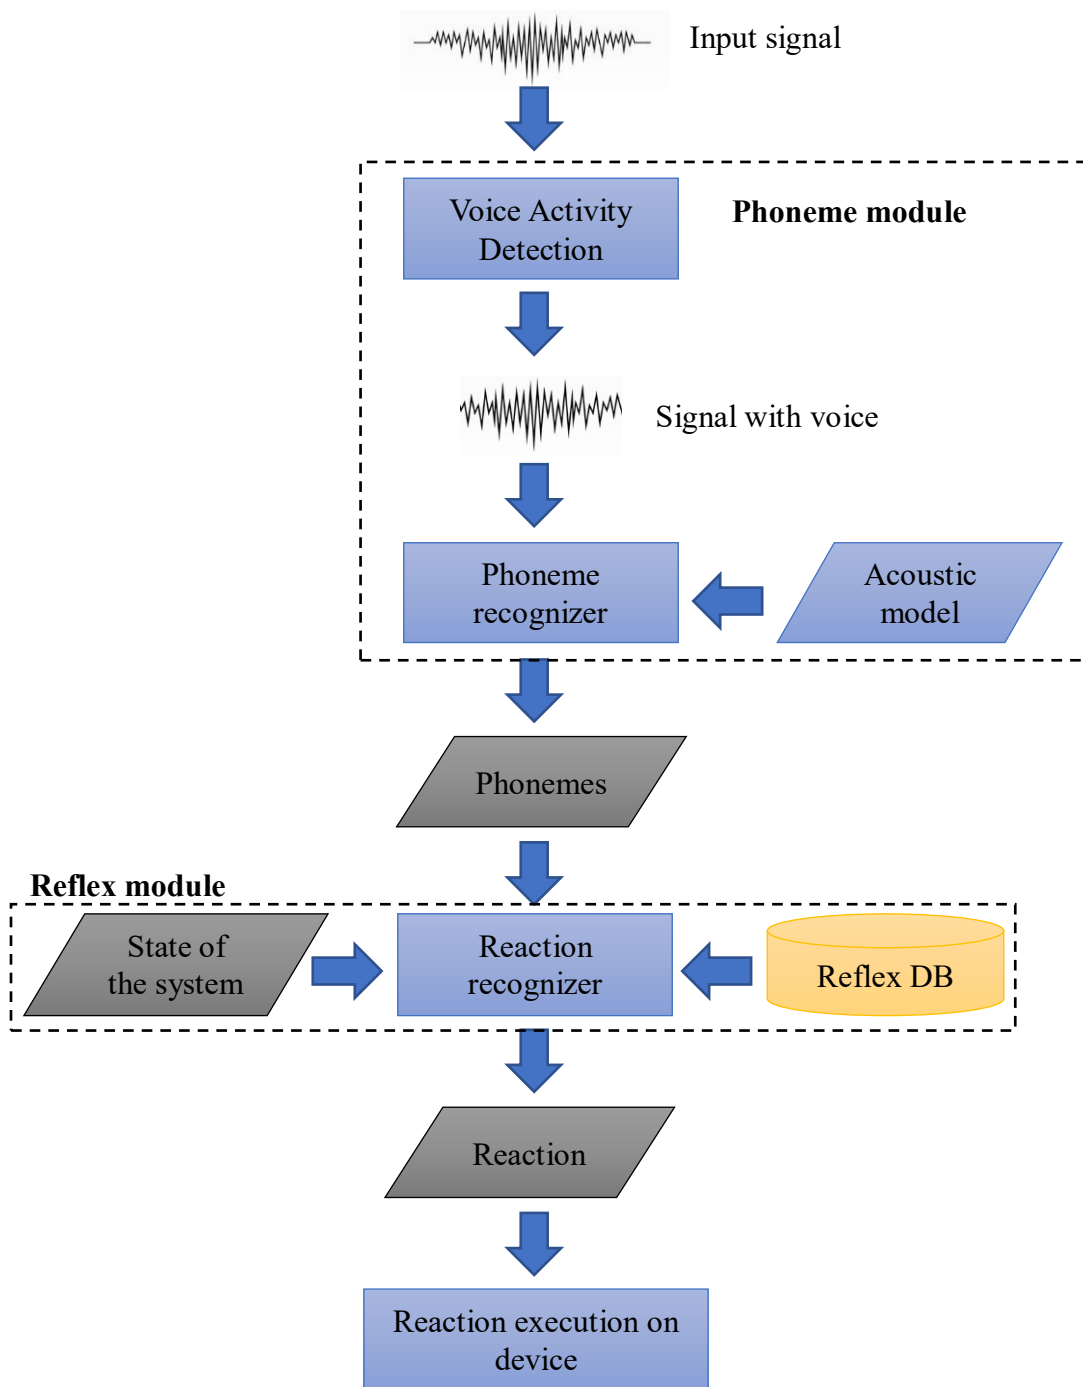 Input signal
Voice Activity
Detection
Phoneme module
Signal with voice
Phoneme
recognizer
Acoustic
model
Phonemes
Reflex module
State of
the system
Reaction
recognizer
Reflex DB
Reaction
Reaction execution on
device